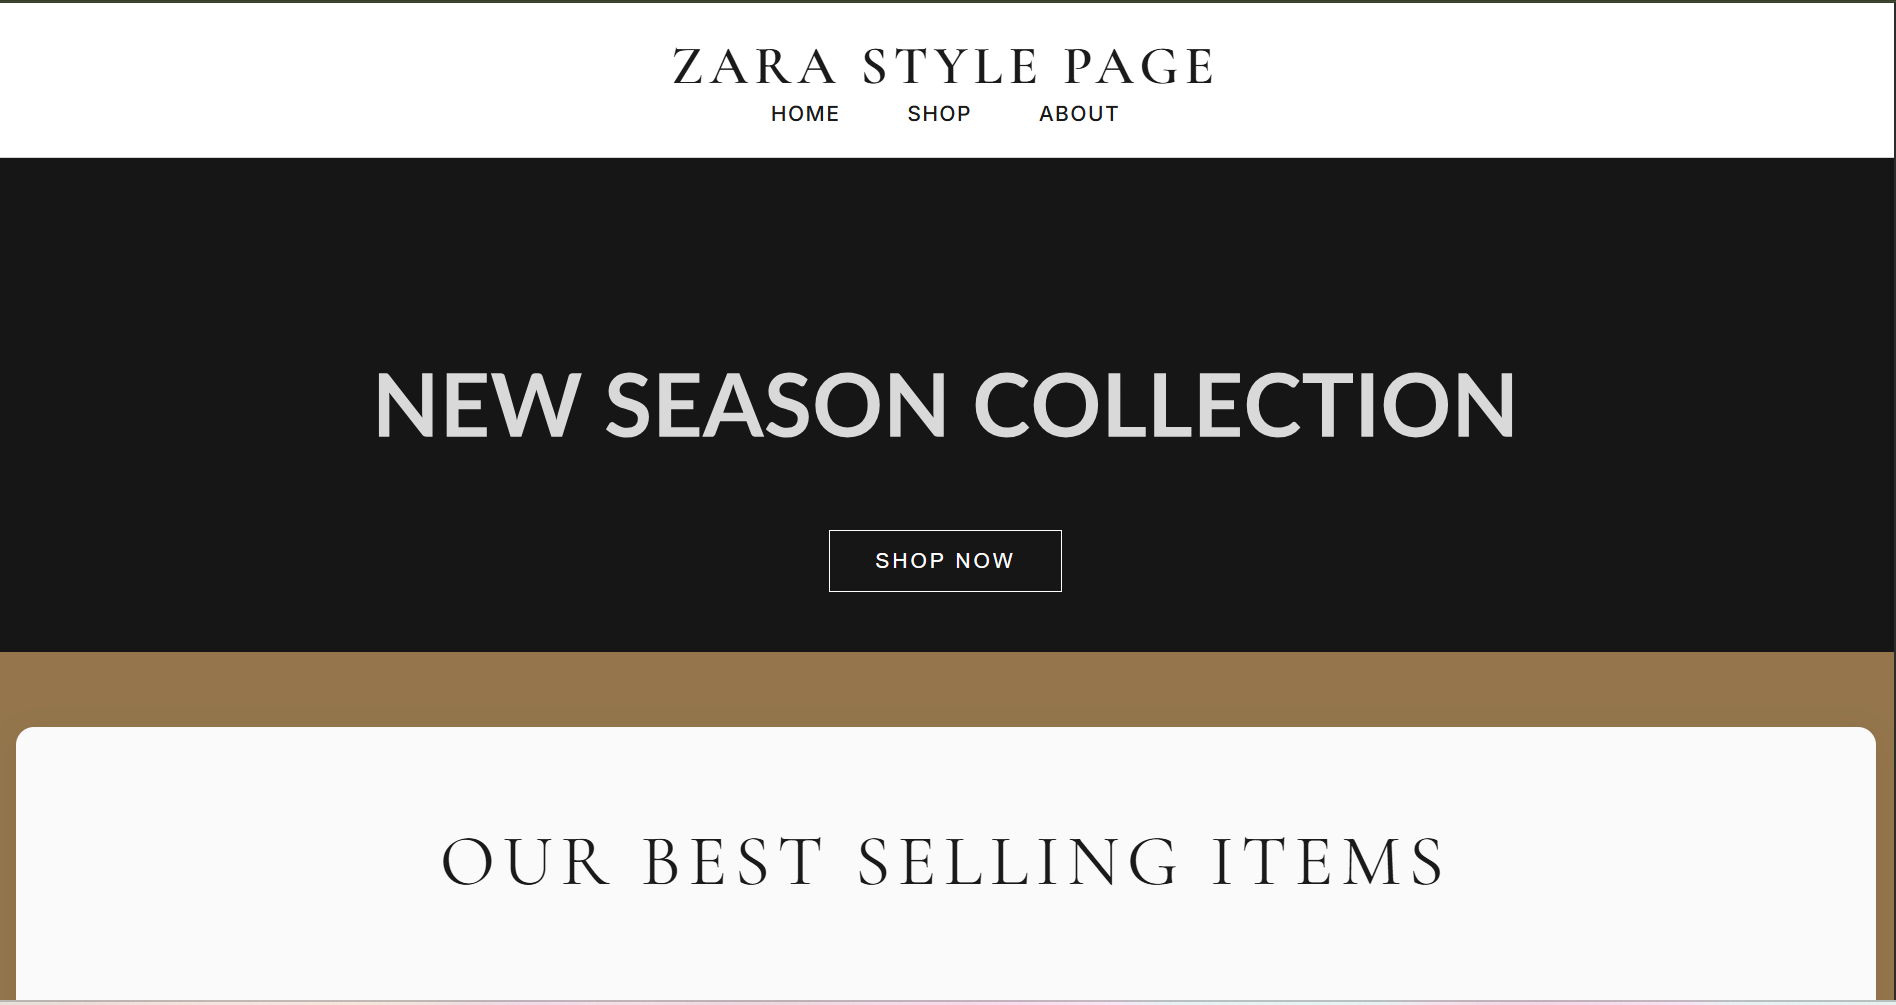 ZARA STYLE PAGE
HOME SHOP ABOUT
NEW SEASON COLLECTION
SHOP NOW
OUR BEST SELLING ITEMS